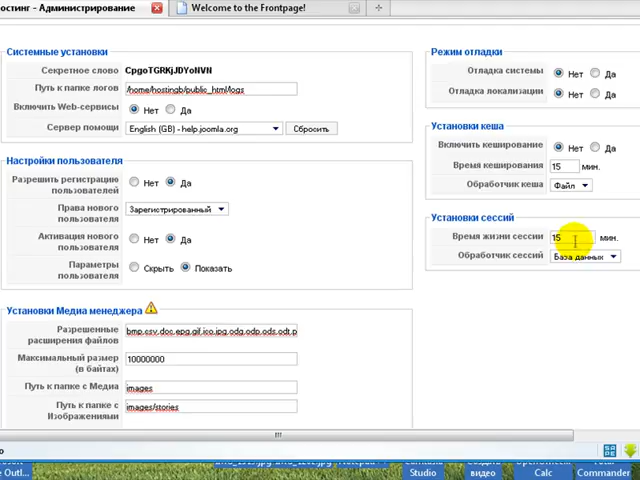 остинг - Администрирование
Welcome to the Frontpage!
Системные установки
Секретное слово CpgoTGRKjJDYoNVN
Путь к папке логов /home/hostingb/public_html/logs
Включить Web-сервисы Нет Да
Сервер помощи English (GB) - help.joomla.org Сбросить
Настройки пользователя
Разрешить регистрацию
пользователей Нет Да
Права нового
пользователя Зарегистрированный
Активация нового
пользователя Нет Да
Параметры
пользователя Скрыть Показать
Установки Медиа менеджера
Разрешенные
расширения файлов bmp,csv,doc,epg,gif,ico,jpg,odg,odp,ods,odt,p
Максимальный размер
(в байтах) 10000000
Путь к папке с Медиа images
Путь к папке с
Изображениями images/stories
Режим отладки
Отладка системы Нет Да
Отладка локализации Нет Да
Установки кеша
Включить кеширование Нет Да
Время кеширования 15 мин.
Обработчик кеша Файл
Установки сессий
Время жизни сессии 15 мин.
Обработчик сессий База данных
Outl...
Studio
видео
Calc
Commander